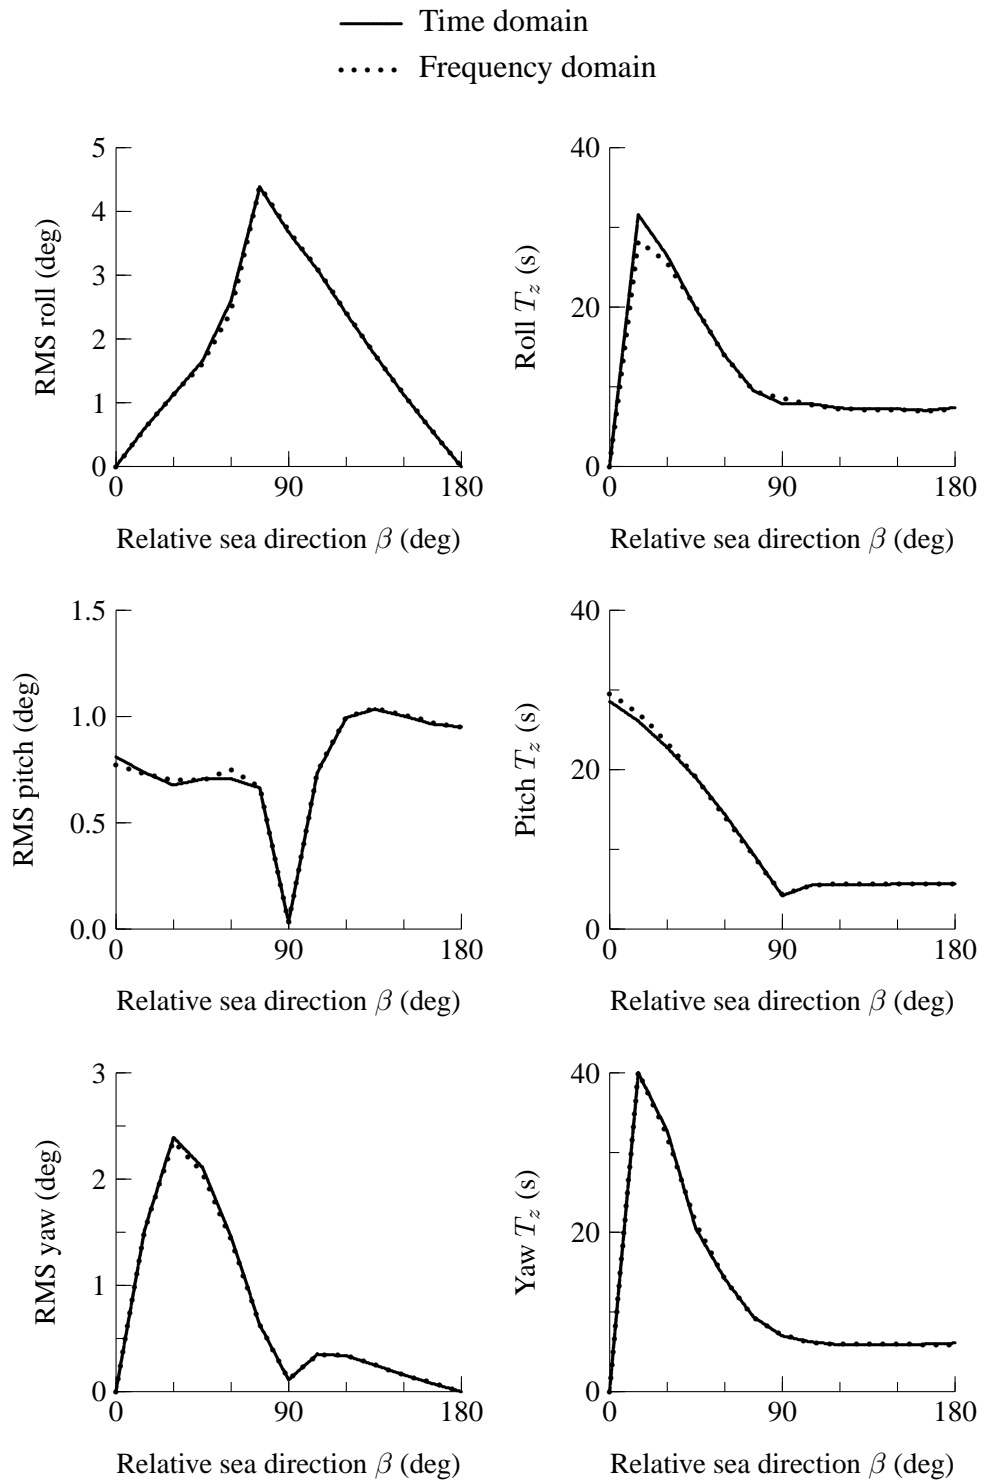 Time domain
Frequency domain
RMS roll (deg)
5
4
3
2
1
0
0 90 180
Relative sea direction β (deg)
Roll T_z (s)
40
20
0
0 90 180
Relative sea direction β (deg)
RMS pitch (deg)
1.5
1.0
0.5
0.0
0 90 180
Relative sea direction β (deg)
Pitch T_z (s)
40
20
0
0 90 180
Relative sea direction β (deg)
RMS yaw (deg)
3
2
1
0
0 90 180
Relative sea direction β (deg)
Yaw T_z (s)
40
20
0
0 90 180
Relative sea direction β (deg)